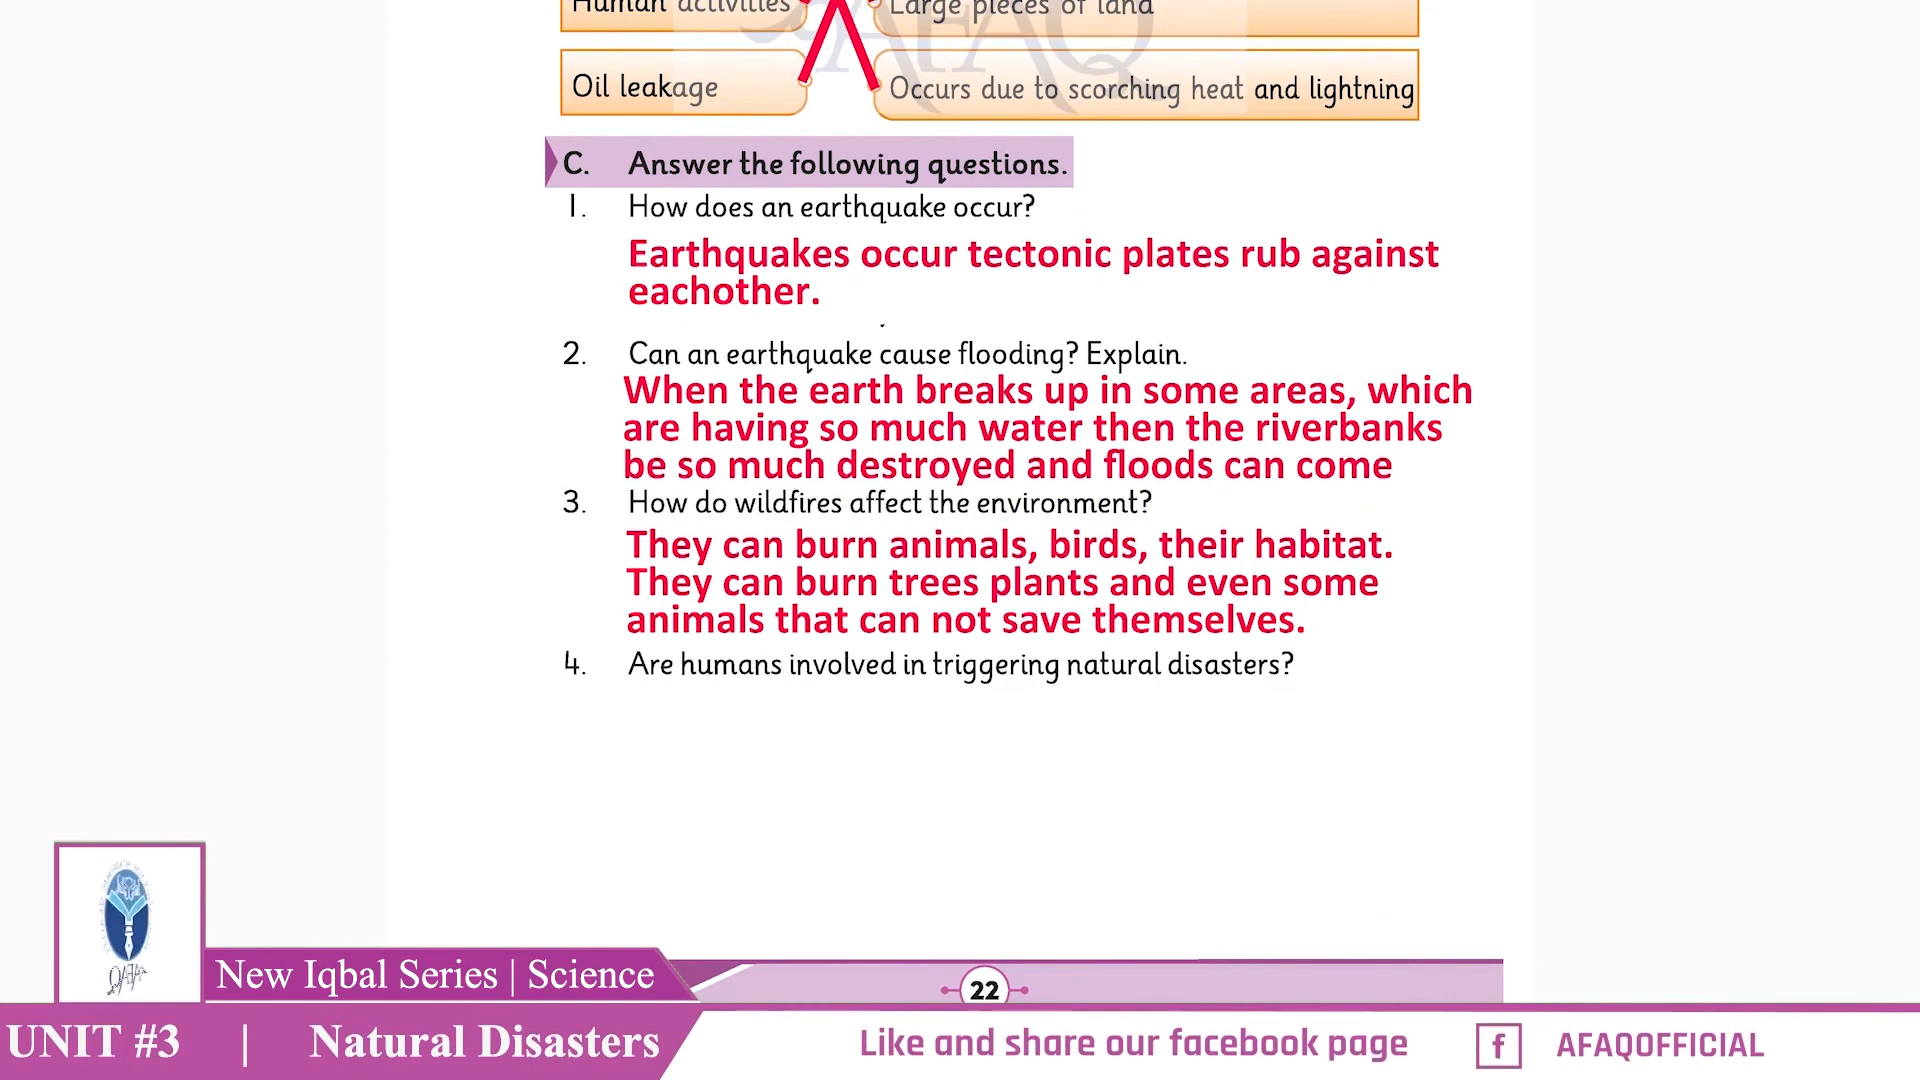 Human activities
Large pieces of land
AFAQ
Oil leakage
Occurs due to scorching heat and lightning
C. Answer the following questions.
1. How does an earthquake occur?
Earthquakes occur tectonic plates rub against
eachother.
2. Can an earthquake cause flooding? Explain.
When the earth breaks up in some areas, which
are having so much water then the riverbanks
be so much destroyed and floods can come
3. How do wildfires affect the environment?
They can burn animals, birds, their habitat.
They can burn trees plants and even some
animals that can not save themselves.
4. Are humans involved in triggering natural disasters?
AFAQ
New Iqbal Series | Science
22
UNIT #3 | Natural Disasters
Like and share our facebook page
f AFAQOFFICIAL